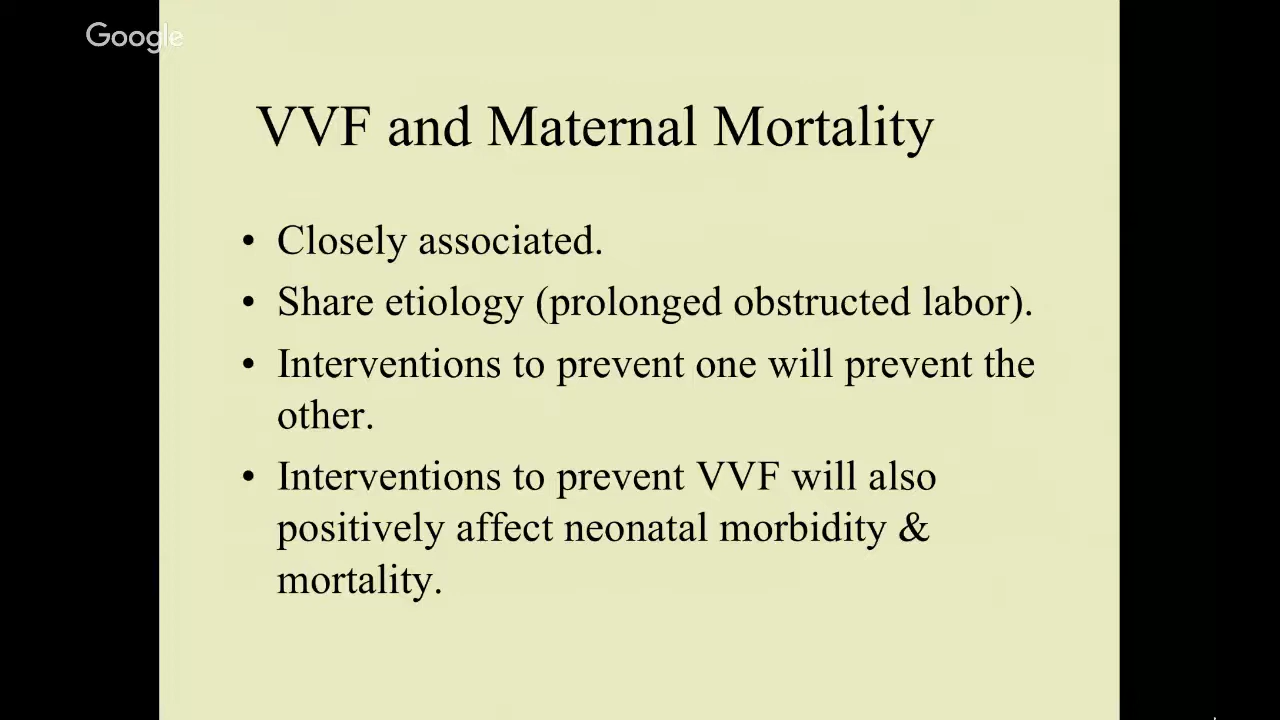 Google
VVF and Maternal Mortality
• Closely associated.
• Share etiology (prolonged obstructed labor).
• Interventions to prevent one will prevent the
other.
• Interventions to prevent VVF will also
positively affect neonatal morbidity &
mortality.